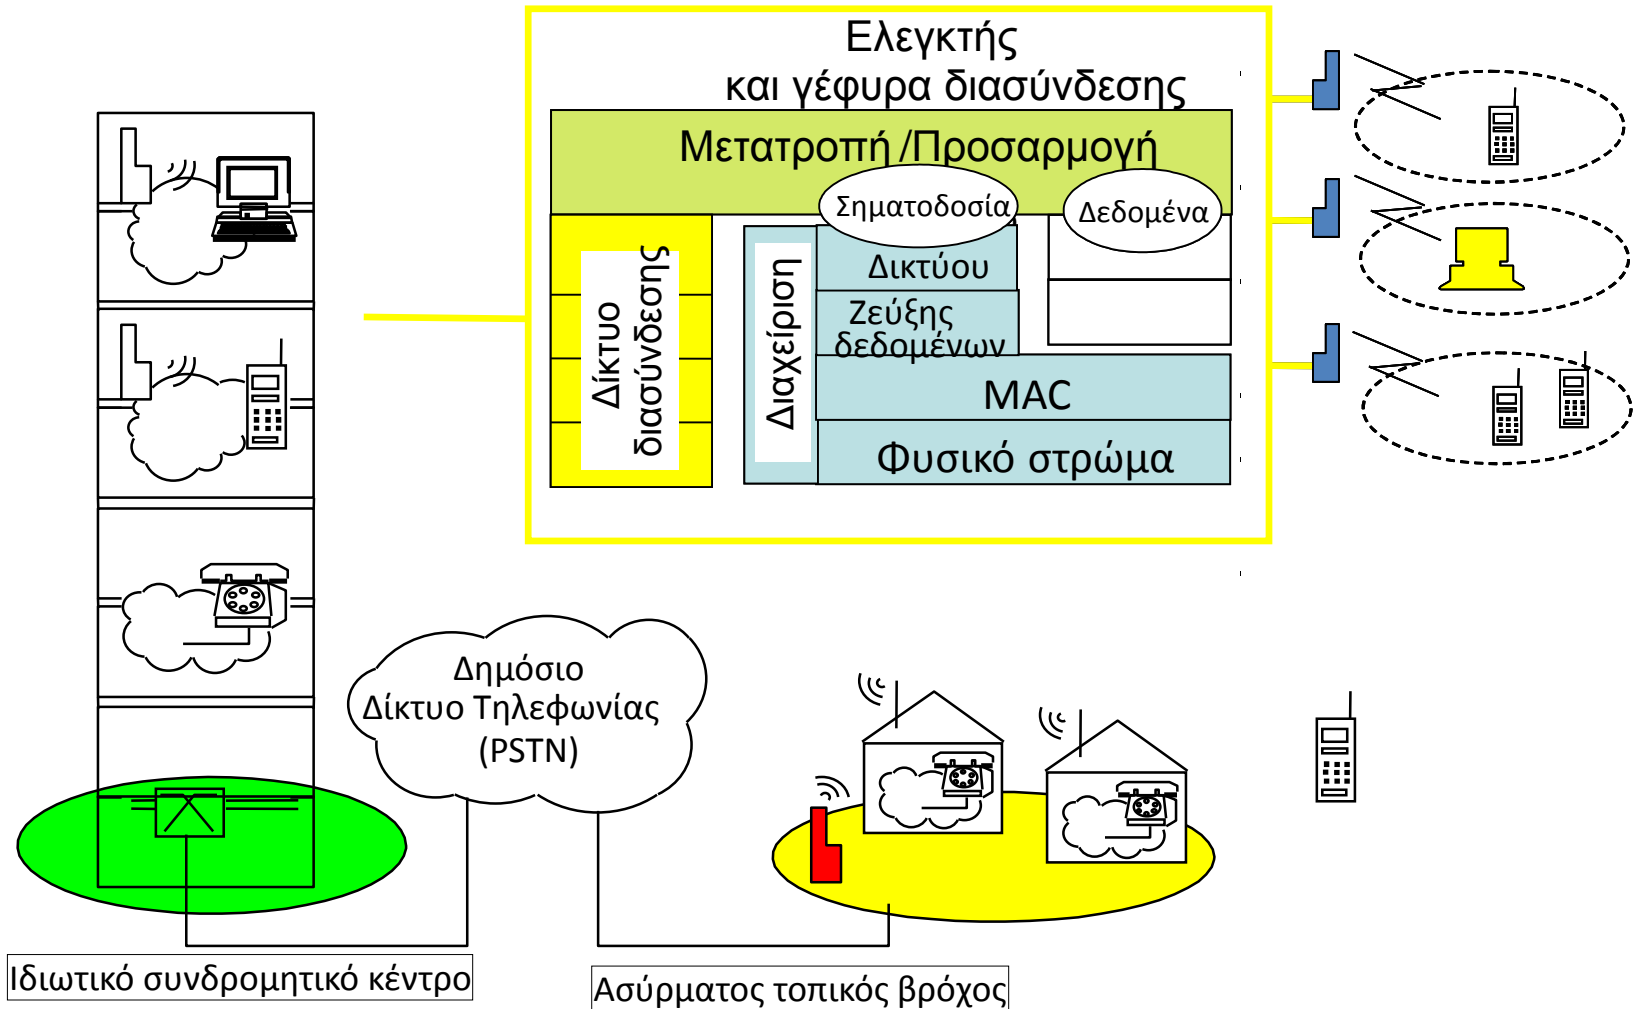 Ελεγκτής
και γέφυρα διασύνδεσης
Μετατροπή /Προσαρμογή
Σηματοδοσία
Δεδομένα
Δίκτυο
διασύνδεσης
Διαχείριση
Δικτύου
Ζεύξης
δεδομένων
MAC
Φυσικό στρώμα
Δημόσιο
Δίκτυο Τηλεφωνίας
(PSTN)
Ιδιωτικό συνδρομητικό κέντρο
Ασύρματος τοπικός βρόχος